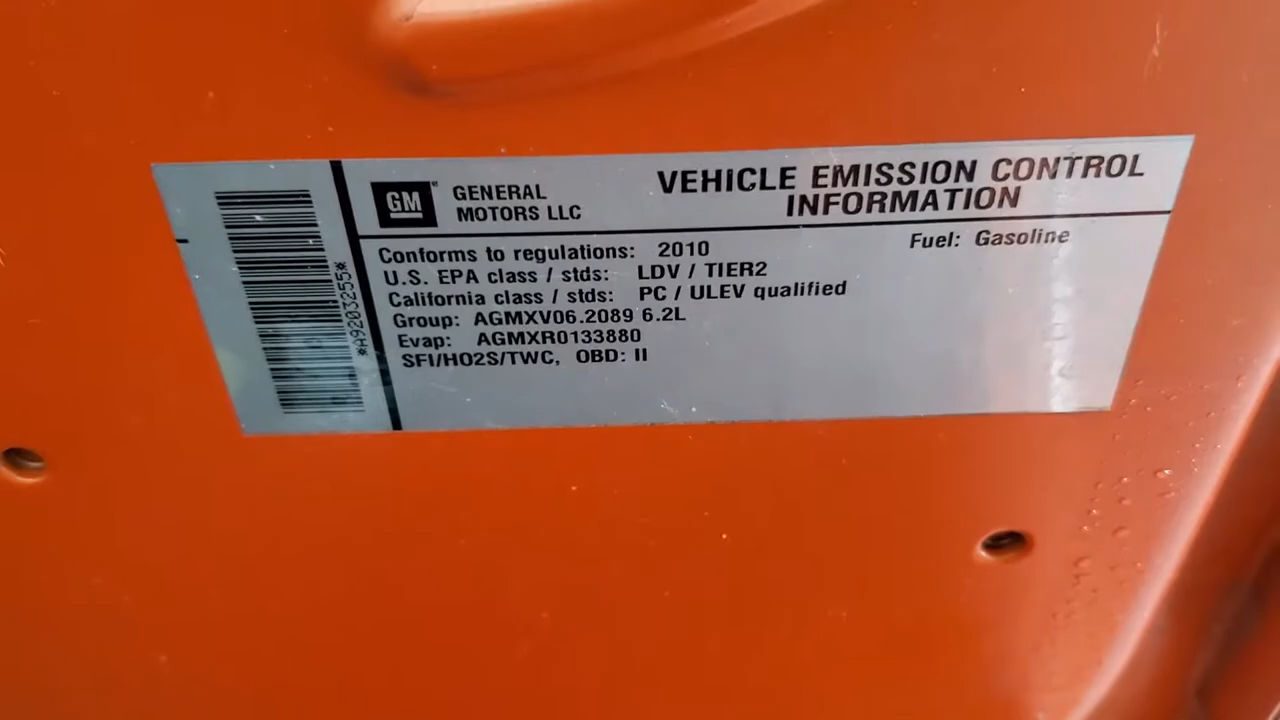 *A9203255*
GM
GENERAL
MOTORS LLC
VEHICLE EMISSION CONTROL
INFORMATION
Conforms to regulations: 2010
Fuel: Gasoline
U.S. EPA class / stds: LDV / TIER2
California class / stds: PC / ULEV qualified
Group: AGMXV06.2089 6.2L
Evap: AGMXR0133880
SFI/HO2S/TWC, OBD: II